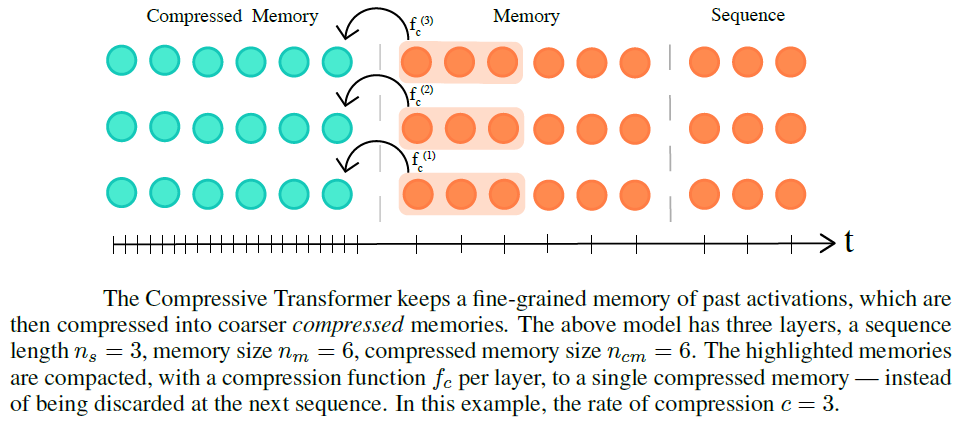 Compressed Memory
Memory
Sequence
f_c^(3)
f_c^(2)
f_c^(1)
t
The Compressive Transformer keeps a fine-grained memory of past activations, which are
then compressed into coarser compressed memories. The above model has three layers, a sequence
length n_s = 3, memory size n_m = 6, compressed memory size n_cm = 6. The highlighted memories
are compacted, with a compression function f_c per layer, to a single compressed memory — instead
of being discarded at the next sequence. In this example, the rate of compression c = 3.